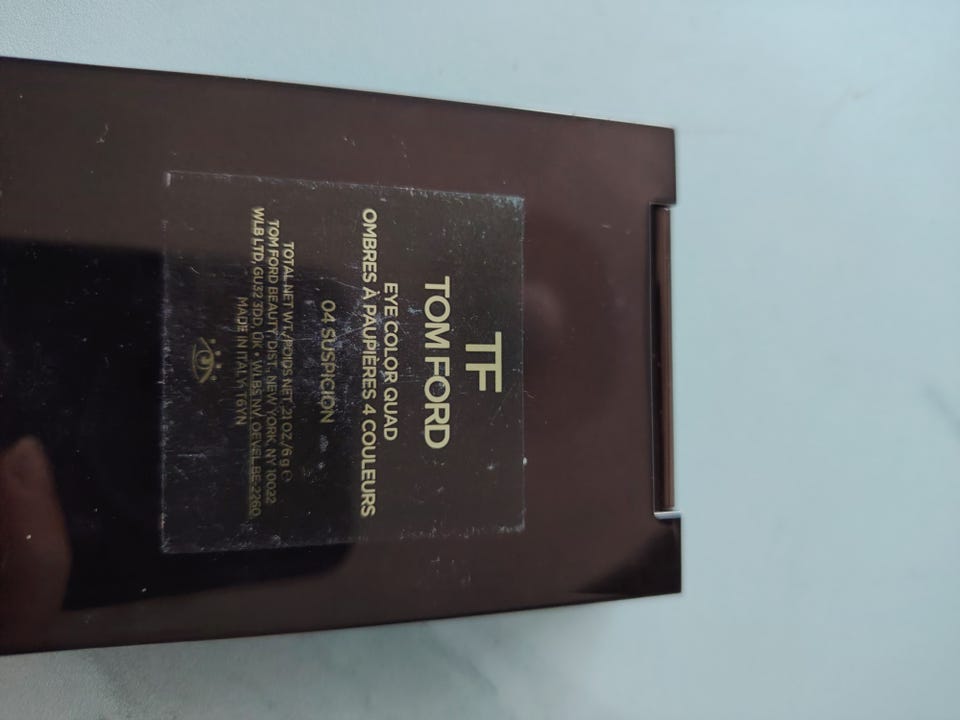 TF
TOM FORD
EYE COLOR QUAD
OMBRES À PAUPIÈRES 4 COULEURS
04 SUSPICION
TOTAL NET WT./POIDS NET .21 OZ./6 g ℮
TOM FORD BEAUTY, DIST., NEW YORK, NY 10022
WLB LTD, GU32 3DD, UK • WLBS NV, OEVEL BE-2260
MADE IN ITALY